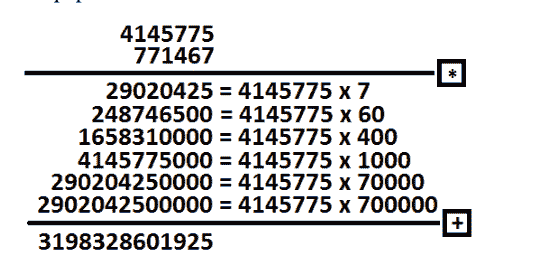 4145775
771467
*
29020425 = 4145775 x 7
248746500 = 4145775 x 60
1658310000 = 4145775 x 400
4145775000 = 4145775 x 1000
290204250000 = 4145775 x 70000
2902042500000 = 4145775 x 700000
+
3198328601925